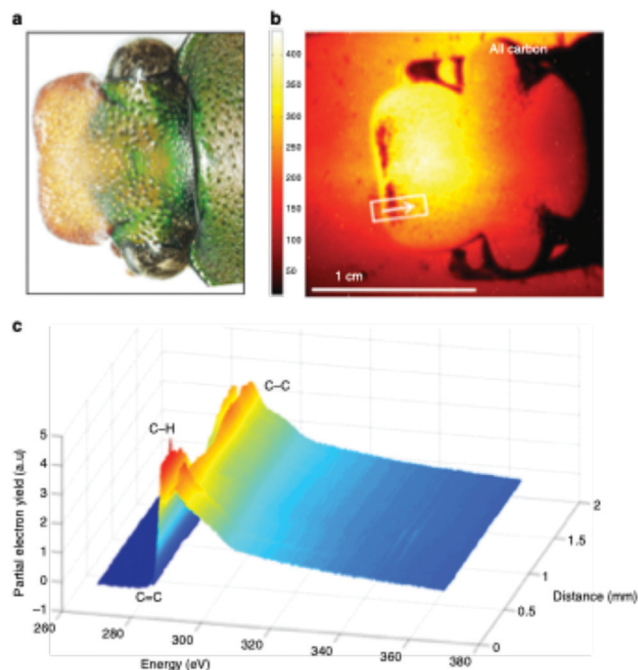 a
b
All carbon
400
350
300
250
200
150
100
50
1 cm
c
C–C
C–H
C=C
5
4
3
2
1
0
−1
Partial electron yield (a.u)
260
280
300
320
340
360
380
Energy (eV)
0
0.5
1
1.5
2
Distance (mm)